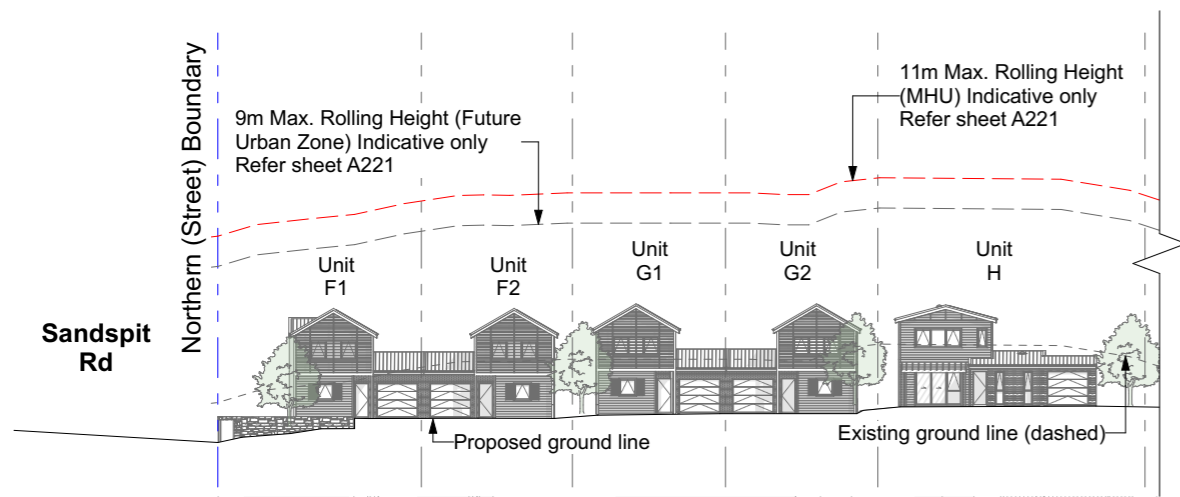 Northern (Street) Boundary
11m Max. Rolling Height
(MHU) Indicative only
Refer sheet A221
9m Max. Rolling Height (Future
Urban Zone) Indicative only
Refer sheet A221
Unit
F1
Unit
F2
Unit
G1
Unit
G2
Unit
H
Sandspit
Rd
Proposed ground line
Existing ground line (dashed)